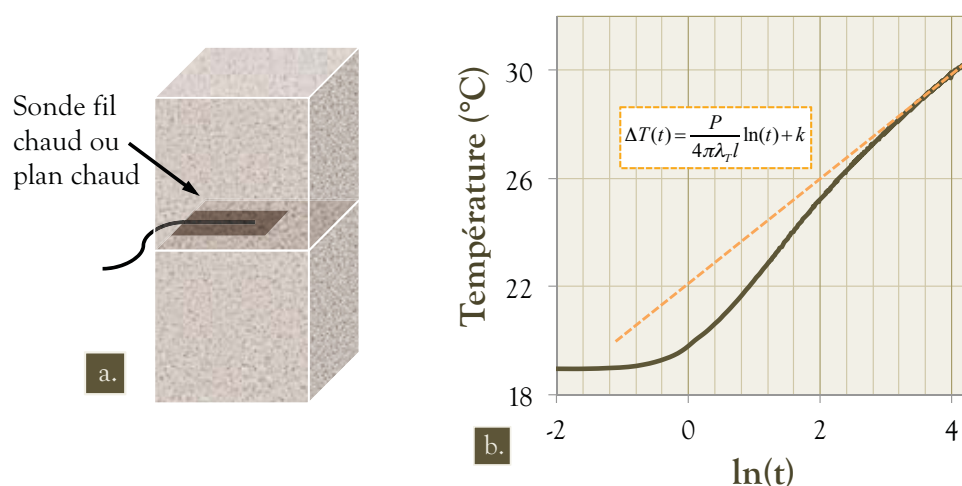 Sonde fil
chaud ou
plan chaud
a.
Température (°C)
30
26
22
18
ΔT(t) = P / 4πλ_T l ln(t) + k
-2
0
2
4
b.
ln(t)